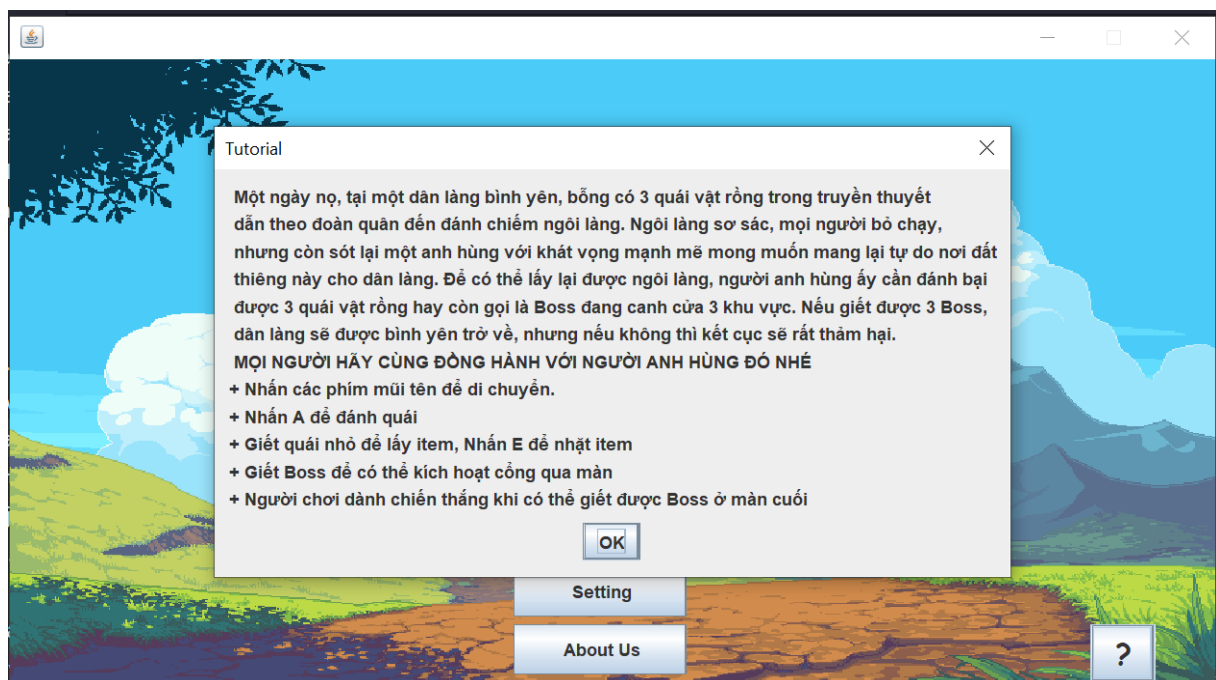 Tutorial
Một ngày nọ, tại một dân làng bình yên, bỗng có 3 quái vật rồng trong truyền thuyết
dẫn theo đoàn quân đến đánh chiếm ngôi làng. Ngôi làng sơ sác, mọi người bỏ chạy,
nhưng còn sót lại một anh hùng với khát vọng mạnh mẽ mong muốn mang lại tự do nơi đất
thiêng này cho dân làng. Để có thể lấy lại được ngôi làng, người anh hùng ấy cần đánh bại
được 3 quái vật rồng hay còn gọi là Boss đang canh cửa 3 khu vực. Nếu giết được 3 Boss,
dân làng sẽ được bình yên trở về, nhưng nếu không thì kết cục sẽ rất thảm hại.
MỌI NGƯỜI HÃY CÙNG ĐỒNG HÀNH VỚI NGƯỜI ANH HÙNG ĐÓ NHÉ
+ Nhấn các phím mũi tên để di chuyển.
+ Nhấn A để đánh quái
+ Giết quái nhỏ để lấy item, Nhấn E để nhặt item
+ Giết Boss để có thể kích hoạt cổng qua màn
+ Người chơi dành chiến thắng khi có thể giết được Boss ở màn cuối
OK
Setting
About Us
?